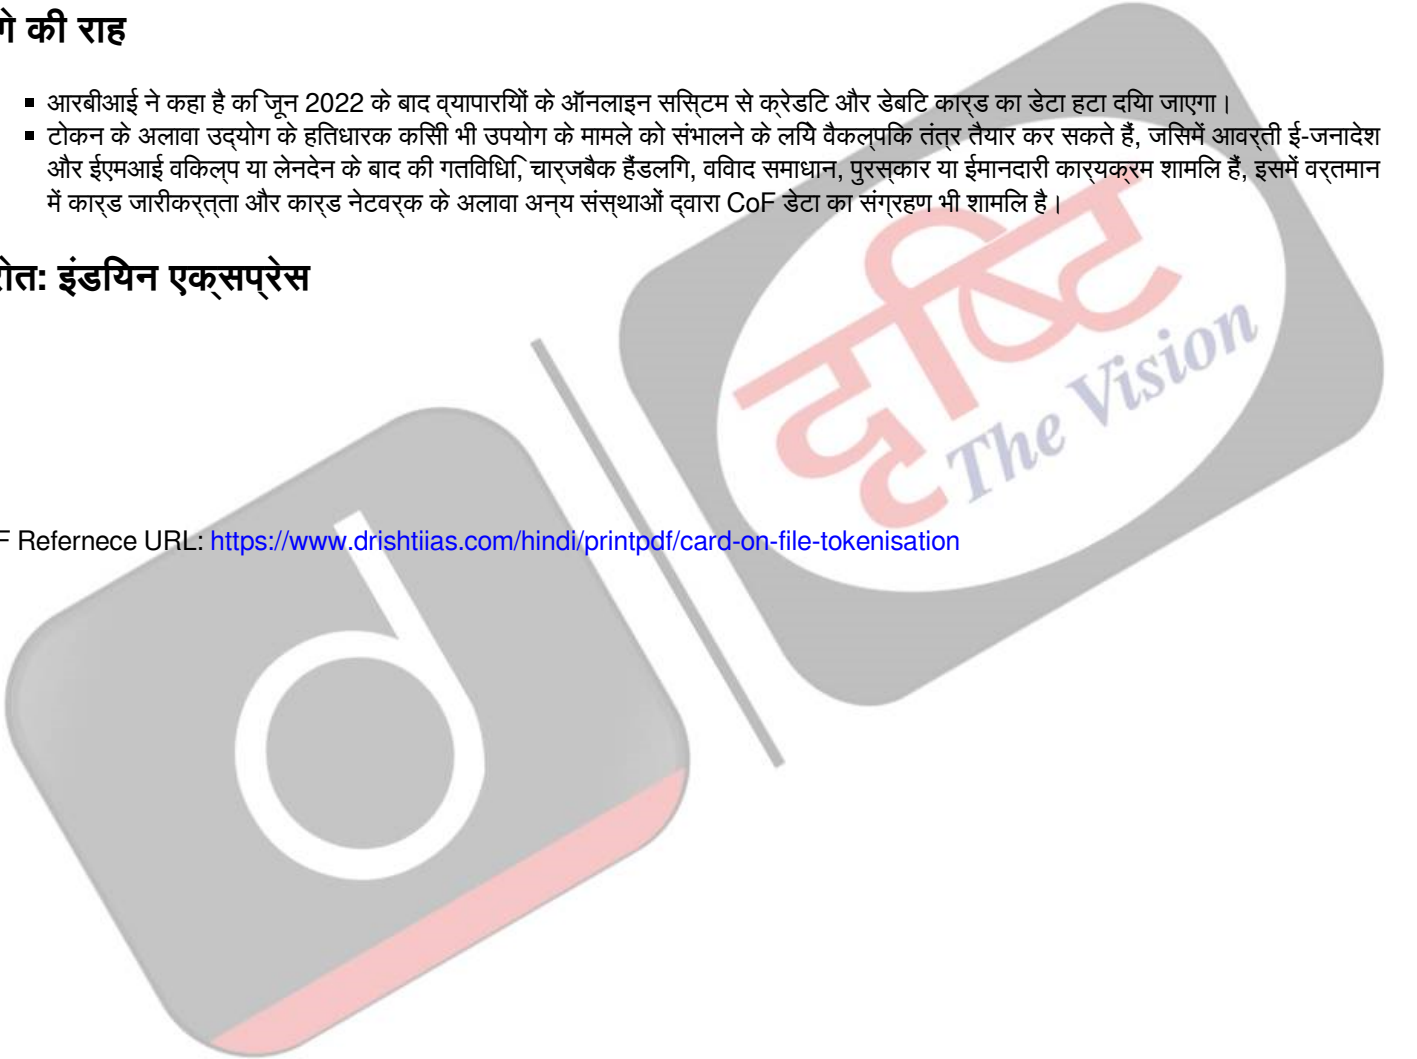 गे की राह
▪ आरबीआई ने कहा है कि जून 2022 के बाद व्यापारियों के ऑनलाइन सिस्टम से क्रेडिट और डेबिट कार्ड का डेटा हटा दिया जाएगा।
▪ टोकन के अलावा उद्योग के हितधारक किसी भी उपयोग के मामले को संभालने के लिये वैकल्पिक तंत्र तैयार कर सकते हैं, जिसमें आवर्ती ई-जनादेश
और ईएमआई विकल्प या लेनदेन के बाद की गतिविधि, चार्जबैक हैंडलिंग, विवाद समाधान, पुरस्कार या ईमानदारी कार्यक्रम शामिल हैं, इसमें वर्तमान
में कार्ड जारीकर्त्ता और कार्ड नेटवर्क के अलावा अन्य संस्थाओं द्वारा CoF डेटा का संग्रहण भी शामिल है।
रोत: इंडियन एक्सप्रेस
दृष्टि
The Vision
F Refernece URL: https://www.drishtiias.com/hindi/printpdf/card-on-file-tokenisation